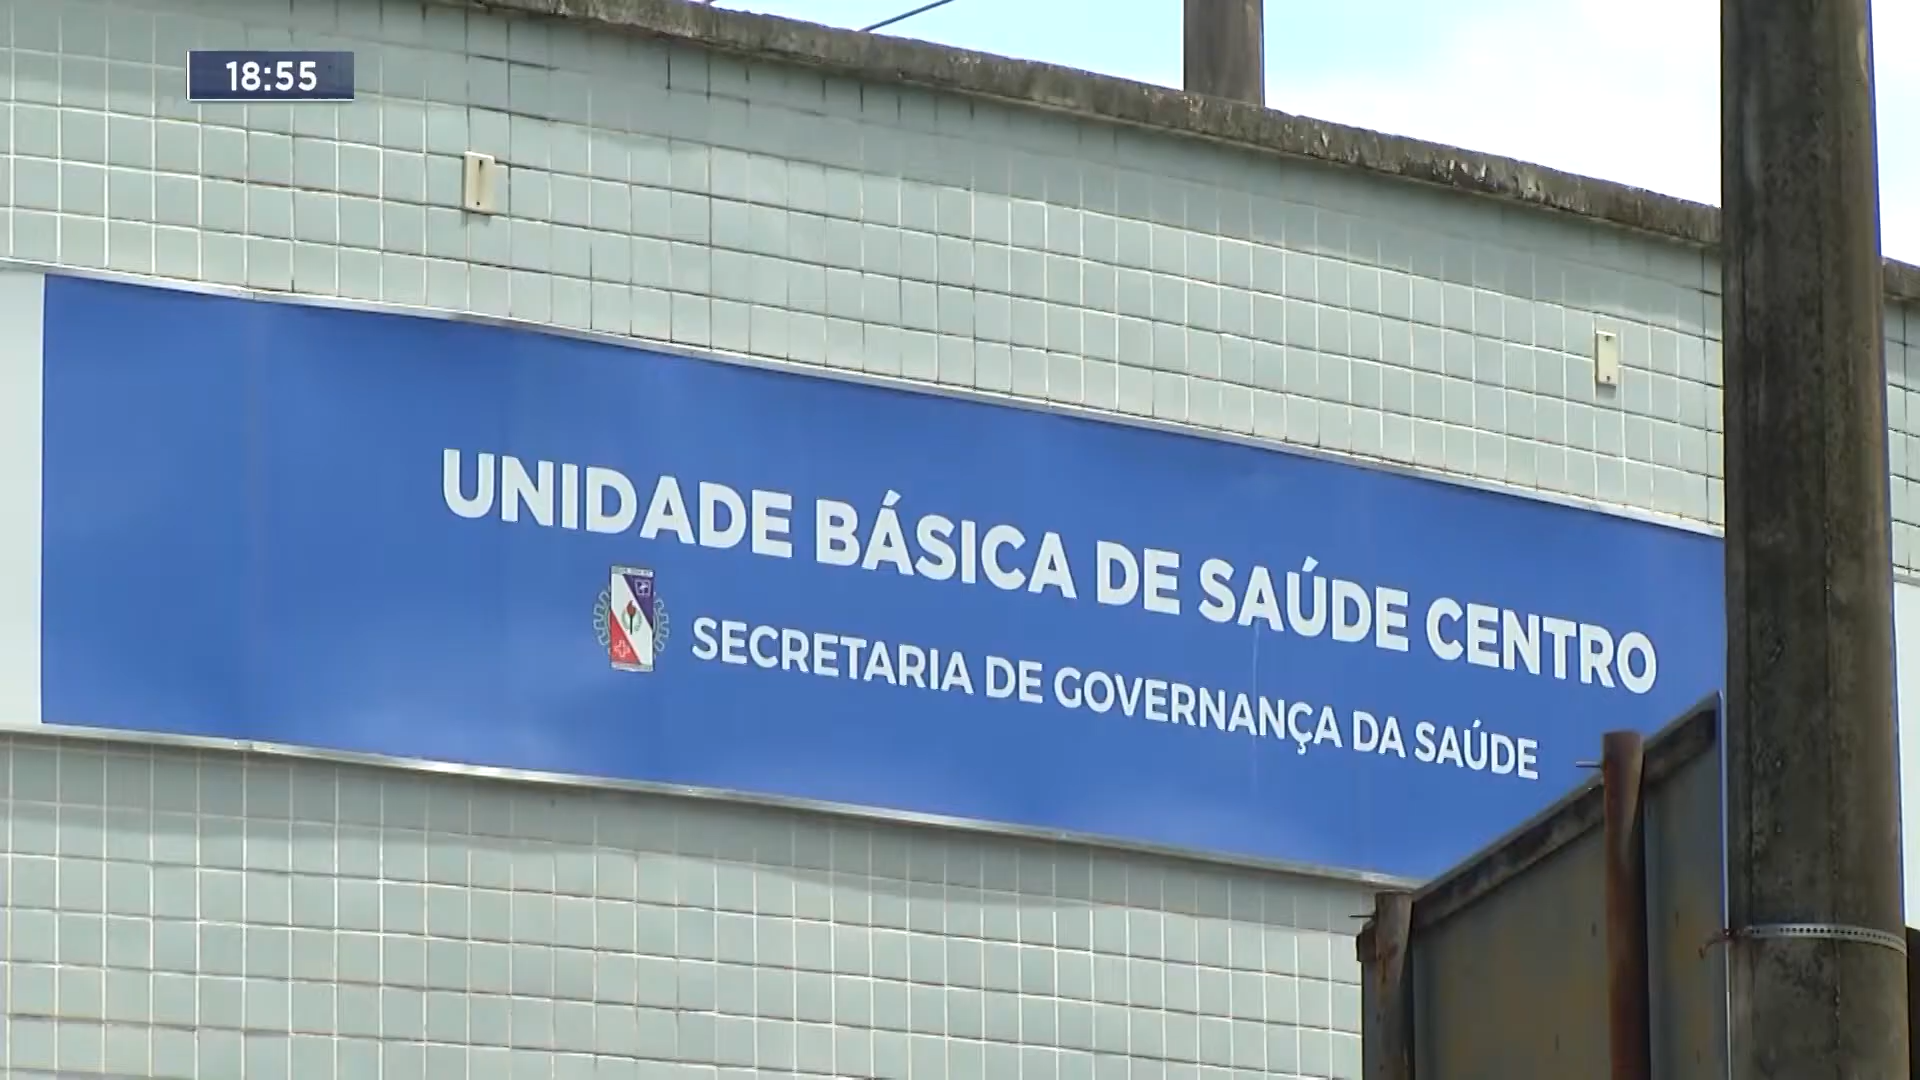 18:55
UNIDADE BÁSICA DE SAÚDE CENTRO
SECRETARIA DE GOVERNANÇA DA SAÚDE